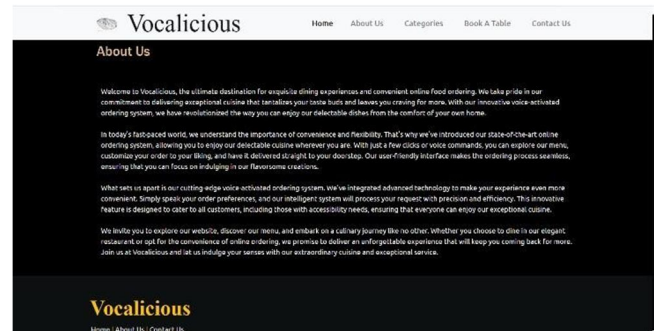 Vocalicious
Home About Us Categories Book A Table Contact Us
About Us
Welcome to Vocalicious, the ultimate destination for exquisite dining experiences and convenient online food ordering. We take pride in our
commitment to delivering exceptional cuisine that tantalizes your taste buds and leaves you craving for more. With our innovative voice-activated
ordering system, we have revolutionized the way you can enjoy our delectable dishes from the comfort of your own home.
In today's fast-paced world, we understand the importance of convenience and flexibility. That's why we've introduced our state-of-the-art online
ordering system, allowing you to enjoy our delectable cuisine wherever you are. With just a few clicks or voice commands, you can explore our menu,
customize your order to your liking, and have it delivered straight to your doorstep. Our user-friendly interface makes the ordering process seamless,
ensuring that you can focus on indulging in our flavorsome creations.
What sets us apart is our cutting-edge voice-activated ordering system. We've integrated advanced technology to make your experience even more
convenient. Simply speak your order preferences, and our intelligent system will process your request with precision and efficiency. This innovative
feature is designed to cater to all customers, including those with accessibility needs, ensuring that everyone can enjoy our exceptional cuisine.
We invite you to explore our website, discover our menu, and embark on a culinary journey like no other. Whether you choose to dine in our elegant
restaurant or opt for the convenience of online ordering, we promise to deliver an unforgettable experience that will keep you coming back for more.
Join us at Vocalicious and let us indulge your senses with our extraordinary cuisine and exceptional service.
Vocalicious
Home | About Us | Contact Us